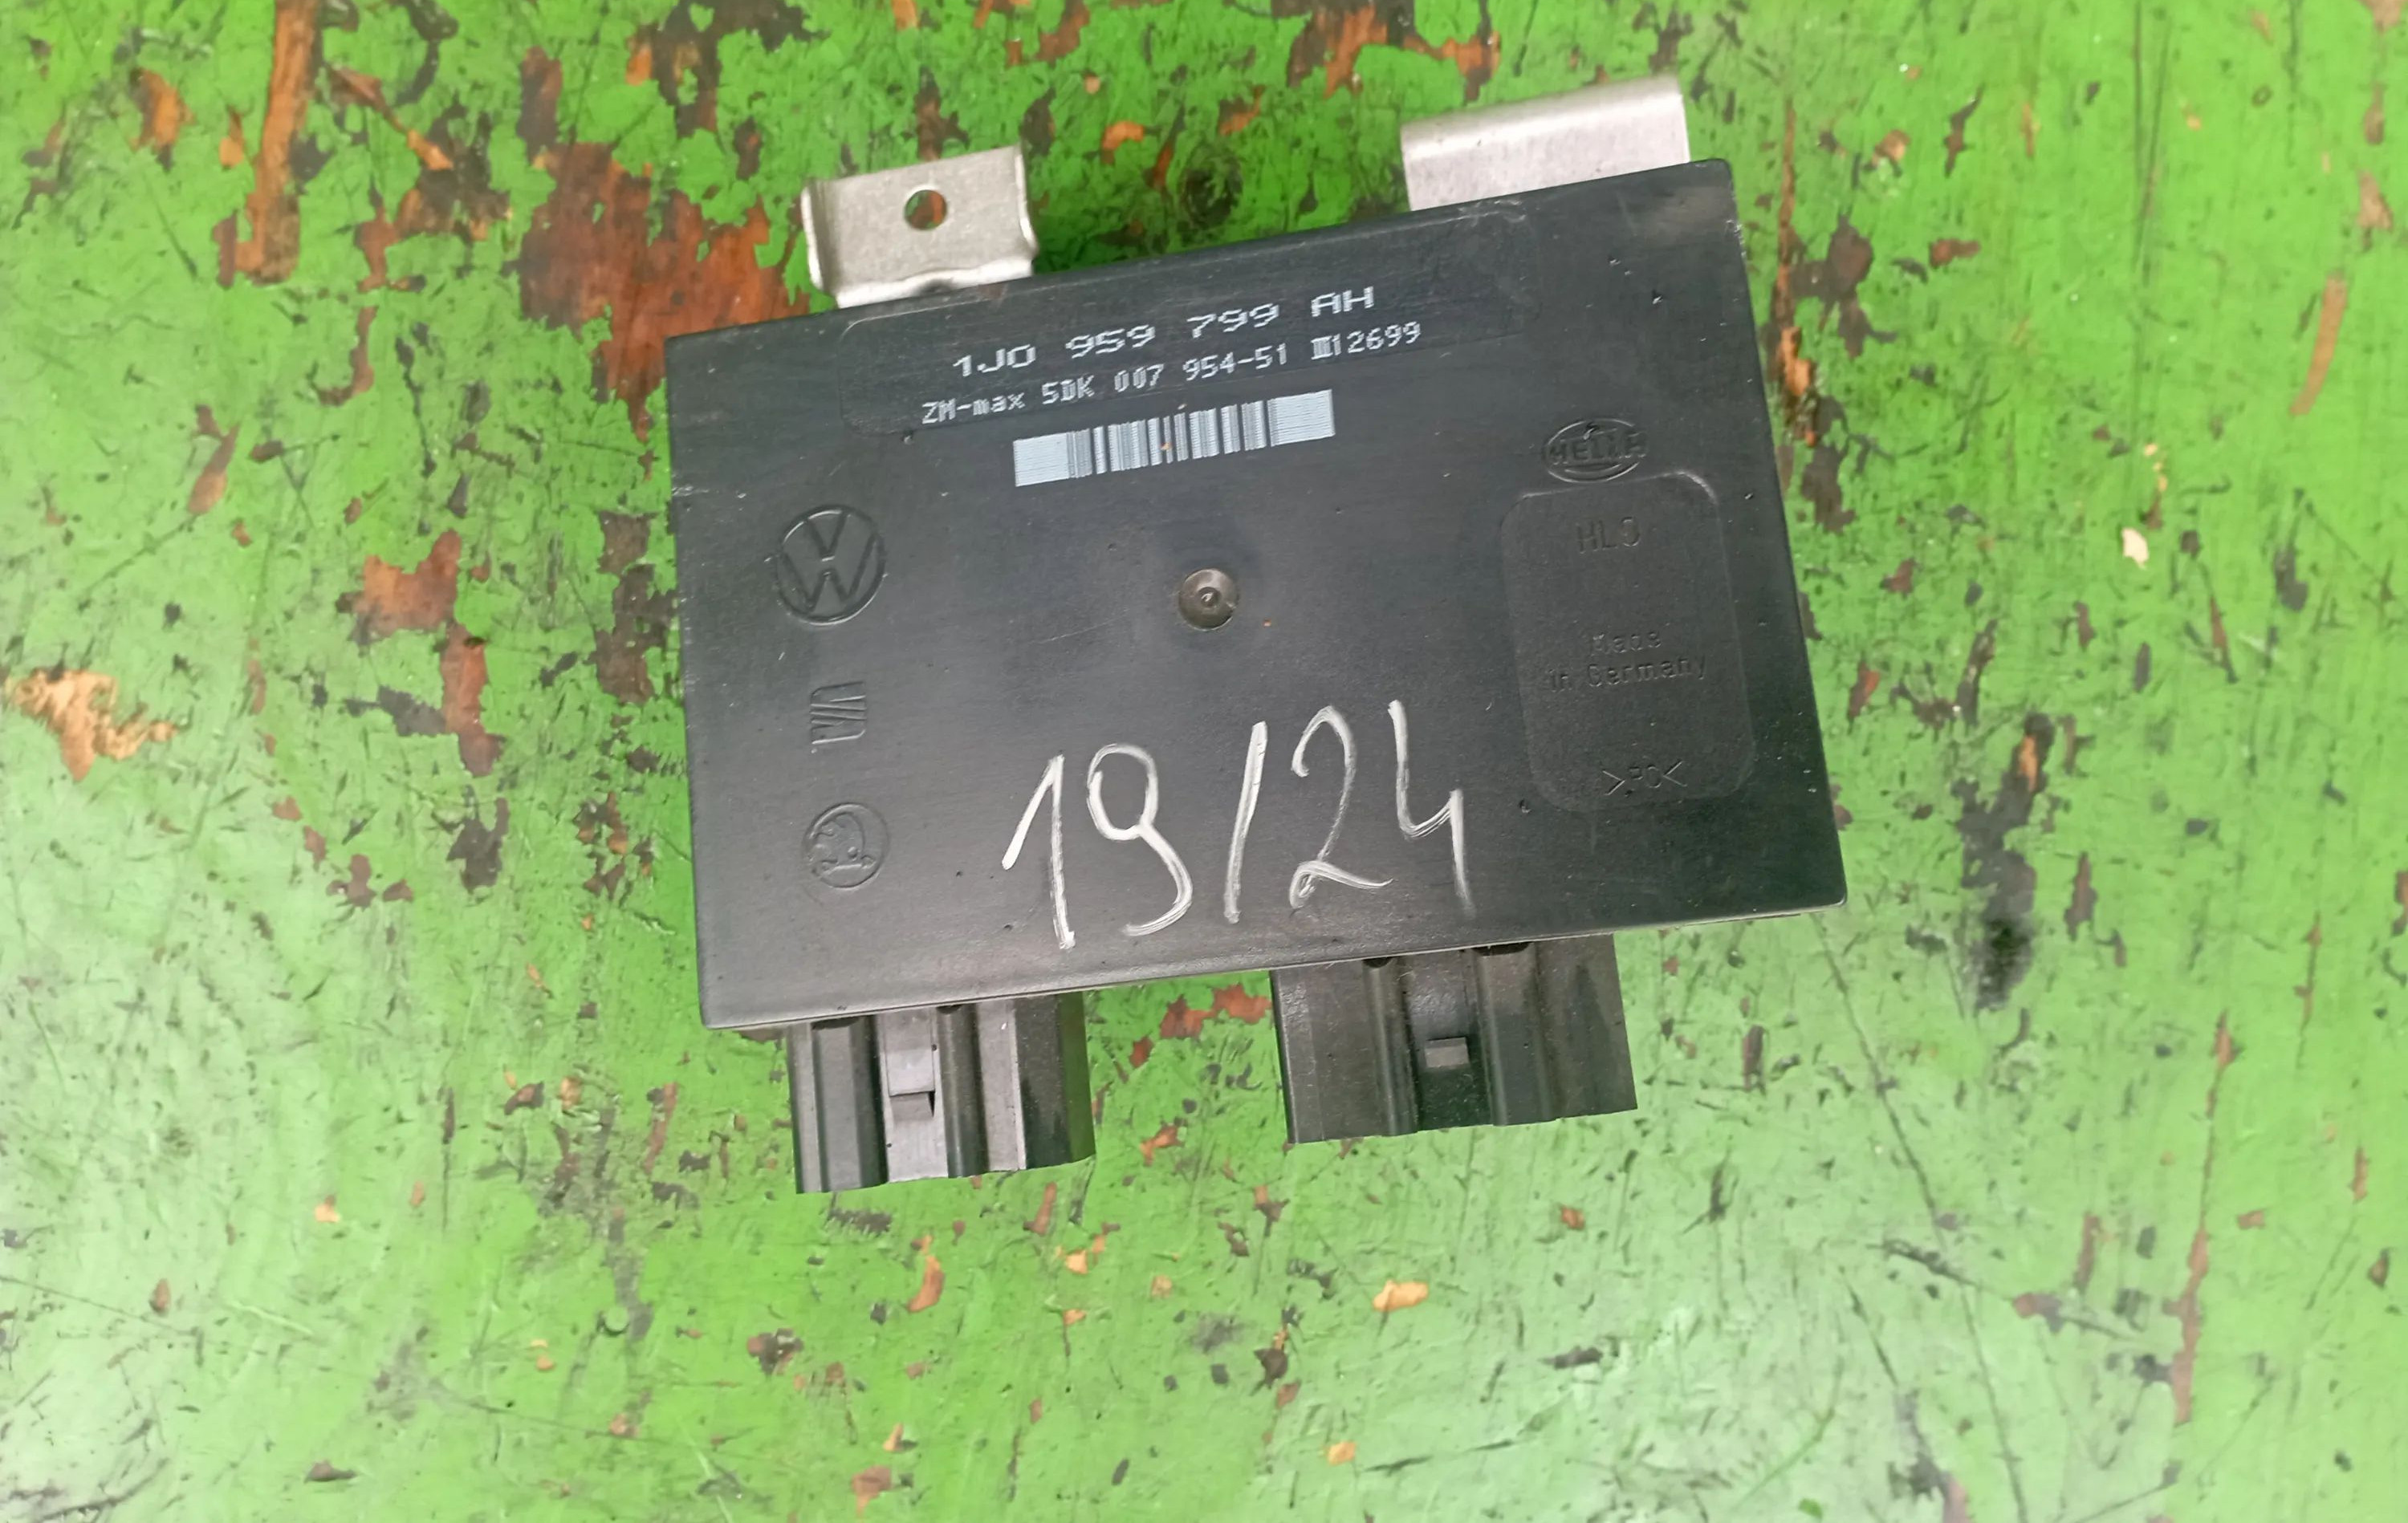 1J0 959 799 AH
ZM-max 5DK 007 954-51 12699
HELLA
HLO
Made
in Germany
>PC<
19/24